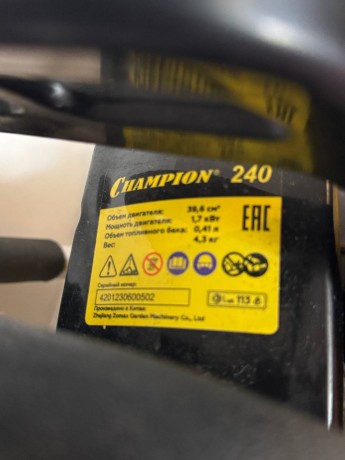 CHAMPION® 240
Объем двигателя: 38,6 см³
Мощность двигателя: 1,7 кВт
Объем топливного бака: 0,41 л
Вес: 4,3 кг
EAC
Серийный номер:
4201230600502
113
Произведено в Китае:
Zhejiang Zomax Garden Machinery Co., Ltd